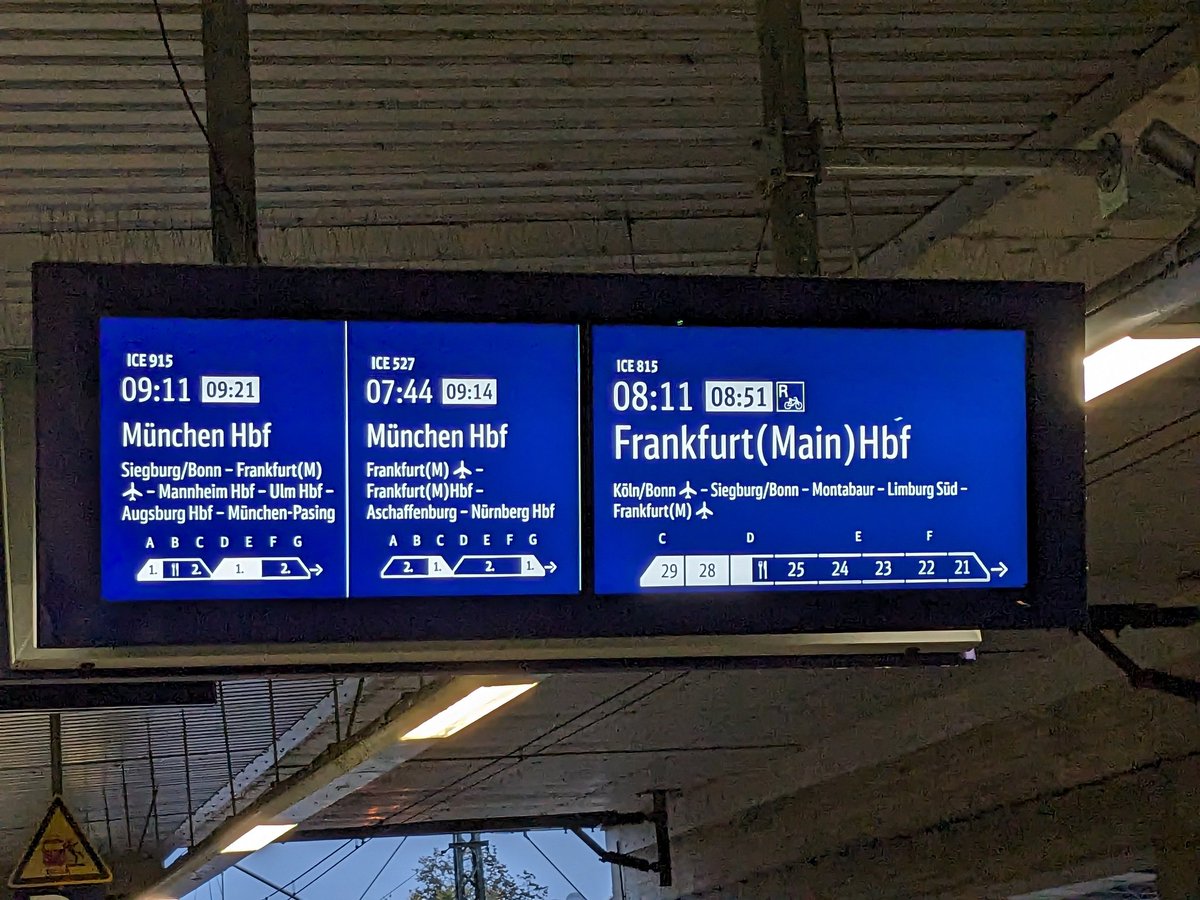 ICE 915
09:11 09:21
München Hbf
Siegburg/Bonn – Frankfurt(M)
– Mannheim Hbf – Ulm Hbf –
Augsburg Hbf – München-Pasing
A B C D E F G
1. 2. 1. 2.
ICE 527
07:44 09:14
München Hbf
Frankfurt(M) –
Frankfurt(M)Hbf –
Aschaffenburg – Nürnberg Hbf
A B C D E F G
2. 1. 2. 1.
ICE 815
08:11 08:51 R
Frankfurt(Main)Hbf
Köln/Bonn – Siegburg/Bonn – Montabaur – Limburg Süd –
Frankfurt(M)
C D E F
29 28 25 24 23 22 21